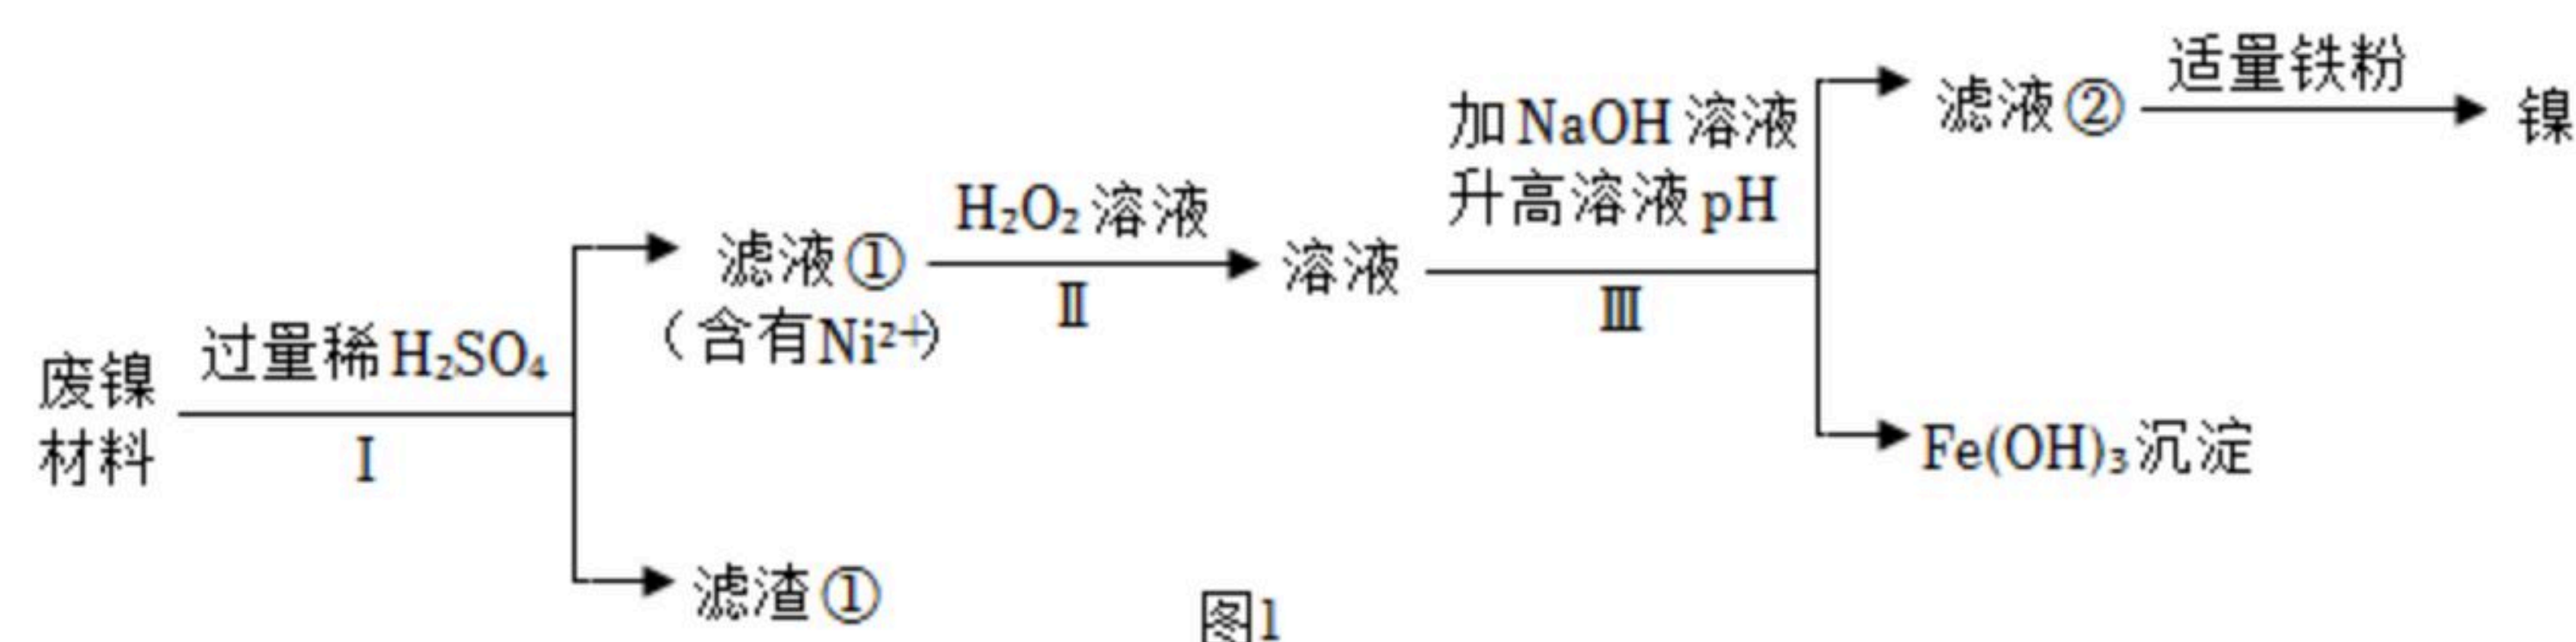 废镍
材料
过量稀H₂SO₄
Ⅰ
滤液①
(含有Ni²⁺)
滤渣①
H₂O₂溶液
Ⅱ
溶液
加NaOH溶液
升高溶液pH
Ⅲ
滤液②
适量铁粉
镍
Fe(OH)₃沉淀
图1